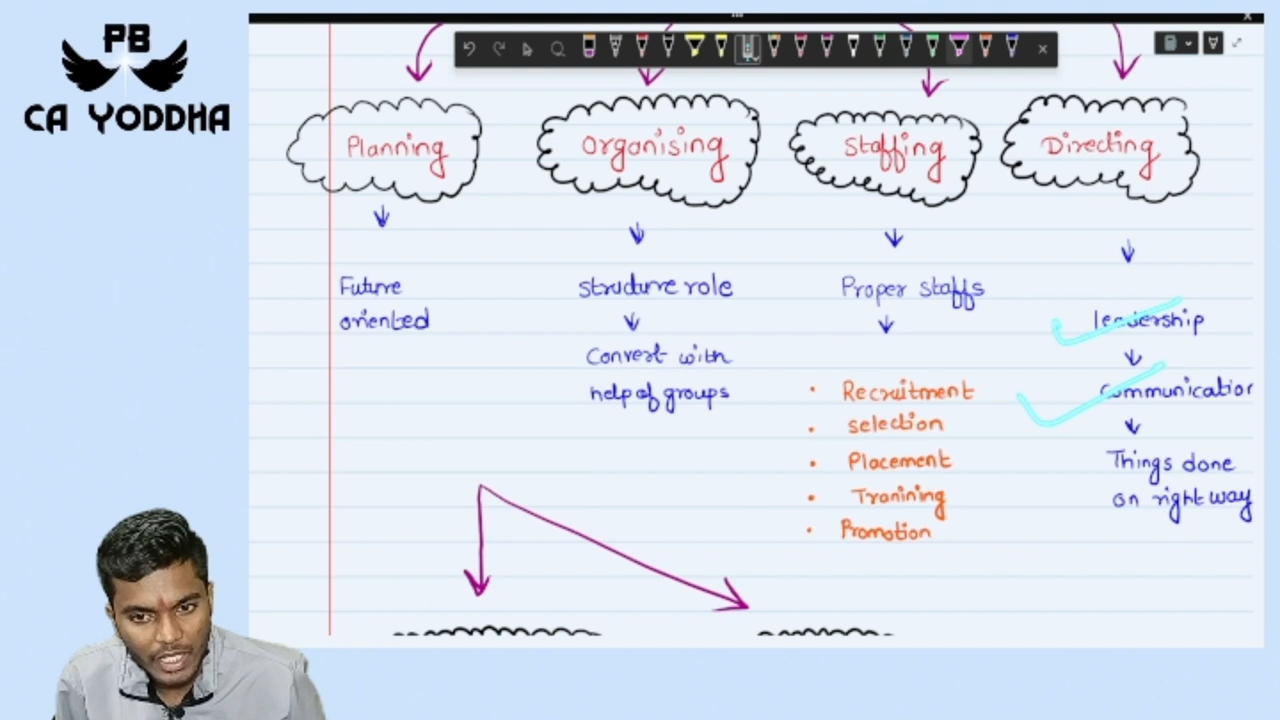 PB
CA YODDHA
Planning
Organising
Staffing
Directing
Future
oriented
structure role
Convert with
help of groups
Proper staffs
Recruitment
selection
Placement
Tranining
Promotion
leadership
communication
Things done
on right way